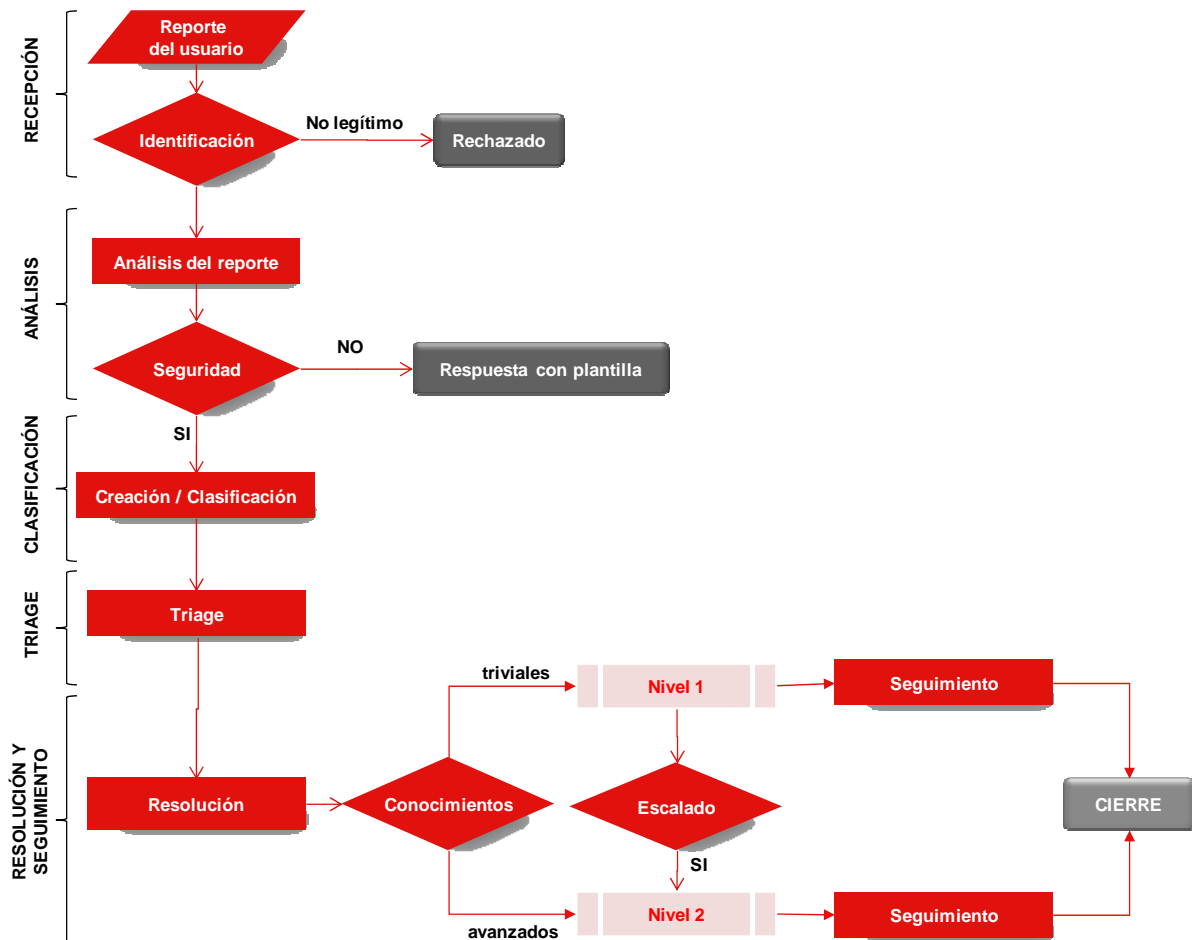 RECEPCIÓN
Reporte
del usuario
Identificación
No legítimo
Rechazado
ANÁLISIS
Análisis del reporte
Seguridad
NO
Respuesta con plantilla
SI
CLASIFICACIÓN
Creación / Clasificación
TRIAGE
Triage
RESOLUCIÓN Y
SEGUIMIENTO
Resolución
Conocimientos
triviales
Nivel 1
Seguimiento
Escalado
SI
CIERRE
avanzados
Nivel 2
Seguimiento